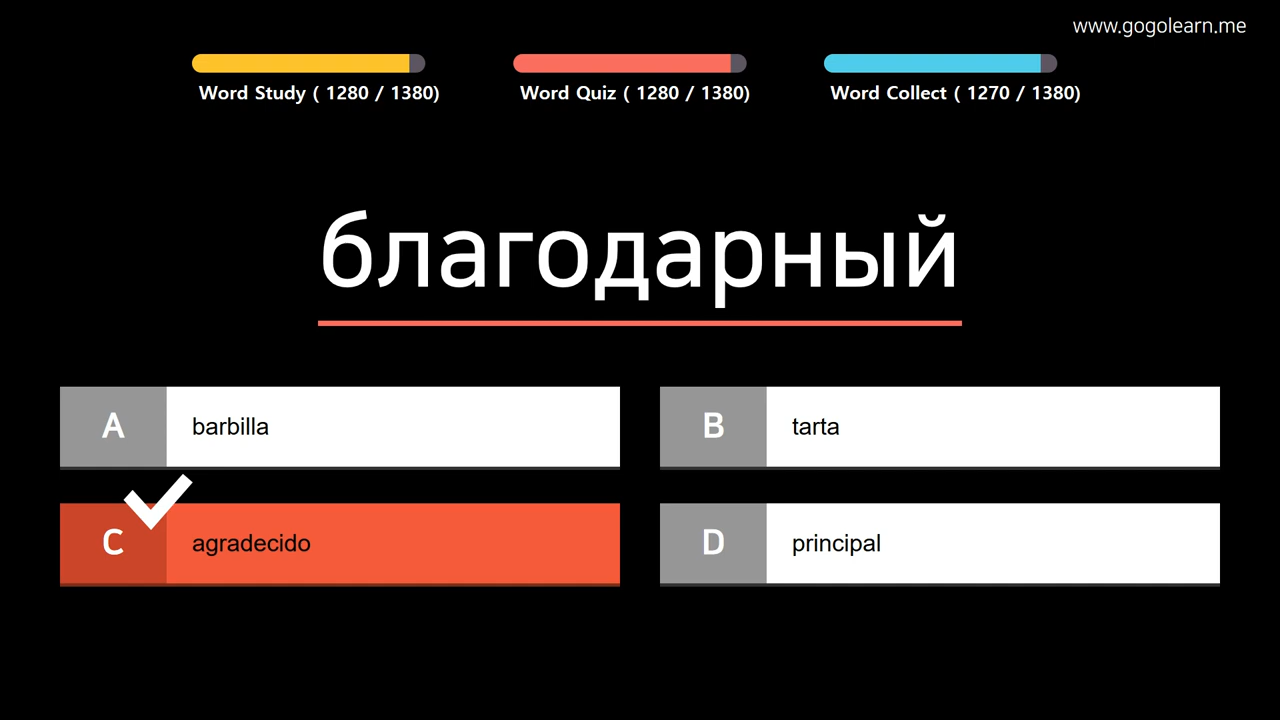 www.gogolearn.me
Word Study ( 1280 / 1380)
Word Quiz ( 1280 / 1380)
Word Collect ( 1270 / 1380)
благодарный
A barbilla
B tarta
C agradecido
D principal